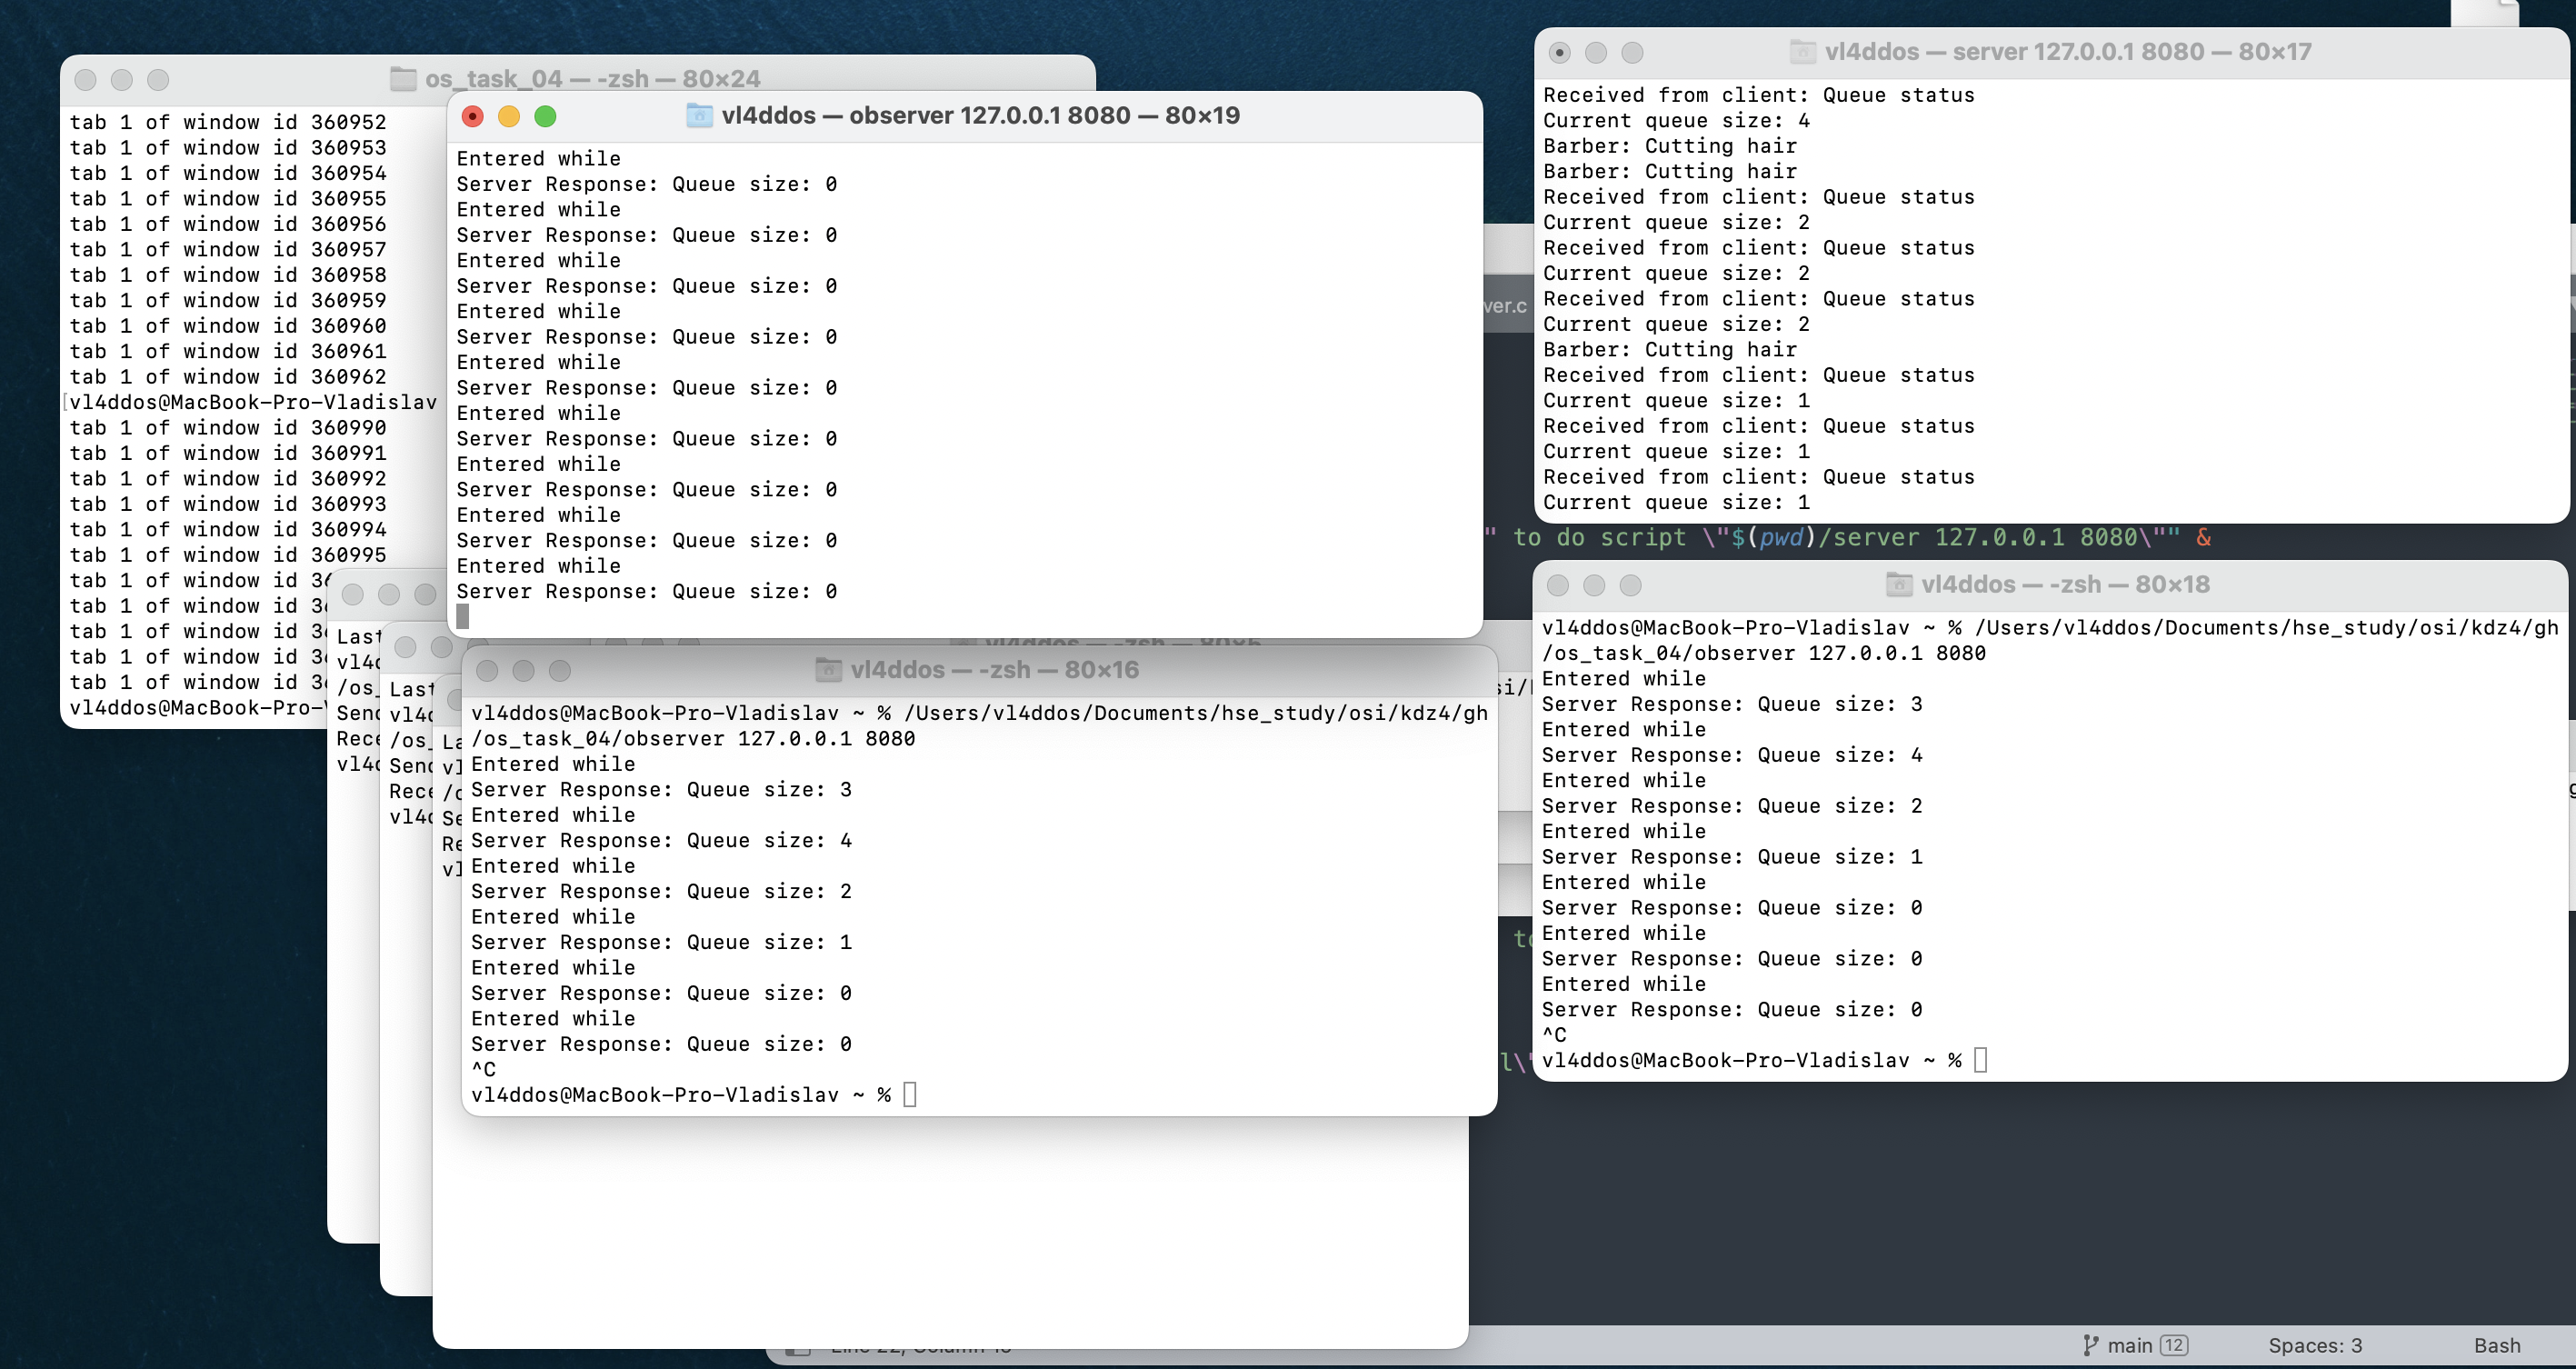 os_task_04 — -zsh — 80×24
tab 1 of window id 360952
tab 1 of window id 360953
tab 1 of window id 360954
tab 1 of window id 360955
tab 1 of window id 360956
tab 1 of window id 360957
tab 1 of window id 360958
tab 1 of window id 360959
tab 1 of window id 360960
tab 1 of window id 360961
tab 1 of window id 360962
[vl4ddos@MacBook-Pro-Vladislav
tab 1 of window id 360990
tab 1 of window id 360991
tab 1 of window id 360992
tab 1 of window id 360993
tab 1 of window id 360994
tab 1 of window id 360995
tab 1 of window id 36
tab 1 of window id 36
tab 1 of window id 36
tab 1 of window id 36
tab 1 of window id 36
vl4ddos@MacBook-Pro-
vl4ddos — observer 127.0.0.1 8080 — 80×19
Entered while
Server Response: Queue size: 0
Entered while
Server Response: Queue size: 0
Entered while
Server Response: Queue size: 0
Entered while
Server Response: Queue size: 0
Entered while
Server Response: Queue size: 0
Entered while
Server Response: Queue size: 0
Entered while
Server Response: Queue size: 0
Entered while
Server Response: Queue size: 0
Entered while
Server Response: Queue size: 0
vl4ddos — server 127.0.0.1 8080 — 80×17
Received from client: Queue status
Current queue size: 4
Barber: Cutting hair
Barber: Cutting hair
Received from client: Queue status
Current queue size: 2
Received from client: Queue status
Current queue size: 2
Received from client: Queue status
Current queue size: 2
Barber: Cutting hair
Received from client: Queue status
Current queue size: 1
Received from client: Queue status
Current queue size: 1
Received from client: Queue status
Current queue size: 1
ver.c
" to do script \"$(pwd)/server 127.0.0.1 8080\"" &
Last
vl4d
/os_
Send
Rece
vl4d
Last
vl4d
/os_
Send
Rece
vl4d
La
vl
/o
Se
Re
vl
vl4ddos — -zsh — 80×16
vl4ddos@MacBook-Pro-Vladislav ~ % /Users/vl4ddos/Documents/hse_study/osi/kdz4/gh
/os_task_04/observer 127.0.0.1 8080
Entered while
Server Response: Queue size: 3
Entered while
Server Response: Queue size: 4
Entered while
Server Response: Queue size: 2
Entered while
Server Response: Queue size: 1
Entered while
Server Response: Queue size: 0
Entered while
Server Response: Queue size: 0
^C
vl4ddos@MacBook-Pro-Vladislav ~ %
vl4ddos — -zsh — 80×18
vl4ddos@MacBook-Pro-Vladislav ~ % /Users/vl4ddos/Documents/hse_study/osi/kdz4/gh
/os_task_04/observer 127.0.0.1 8080
Entered while
Server Response: Queue size: 3
Entered while
Server Response: Queue size: 4
Entered while
Server Response: Queue size: 2
Entered while
Server Response: Queue size: 1
Entered while
Server Response: Queue size: 0
Entered while
Server Response: Queue size: 0
Entered while
Server Response: Queue size: 0
^C
vl4ddos@MacBook-Pro-Vladislav ~ %
main 12
Spaces: 3
Bash